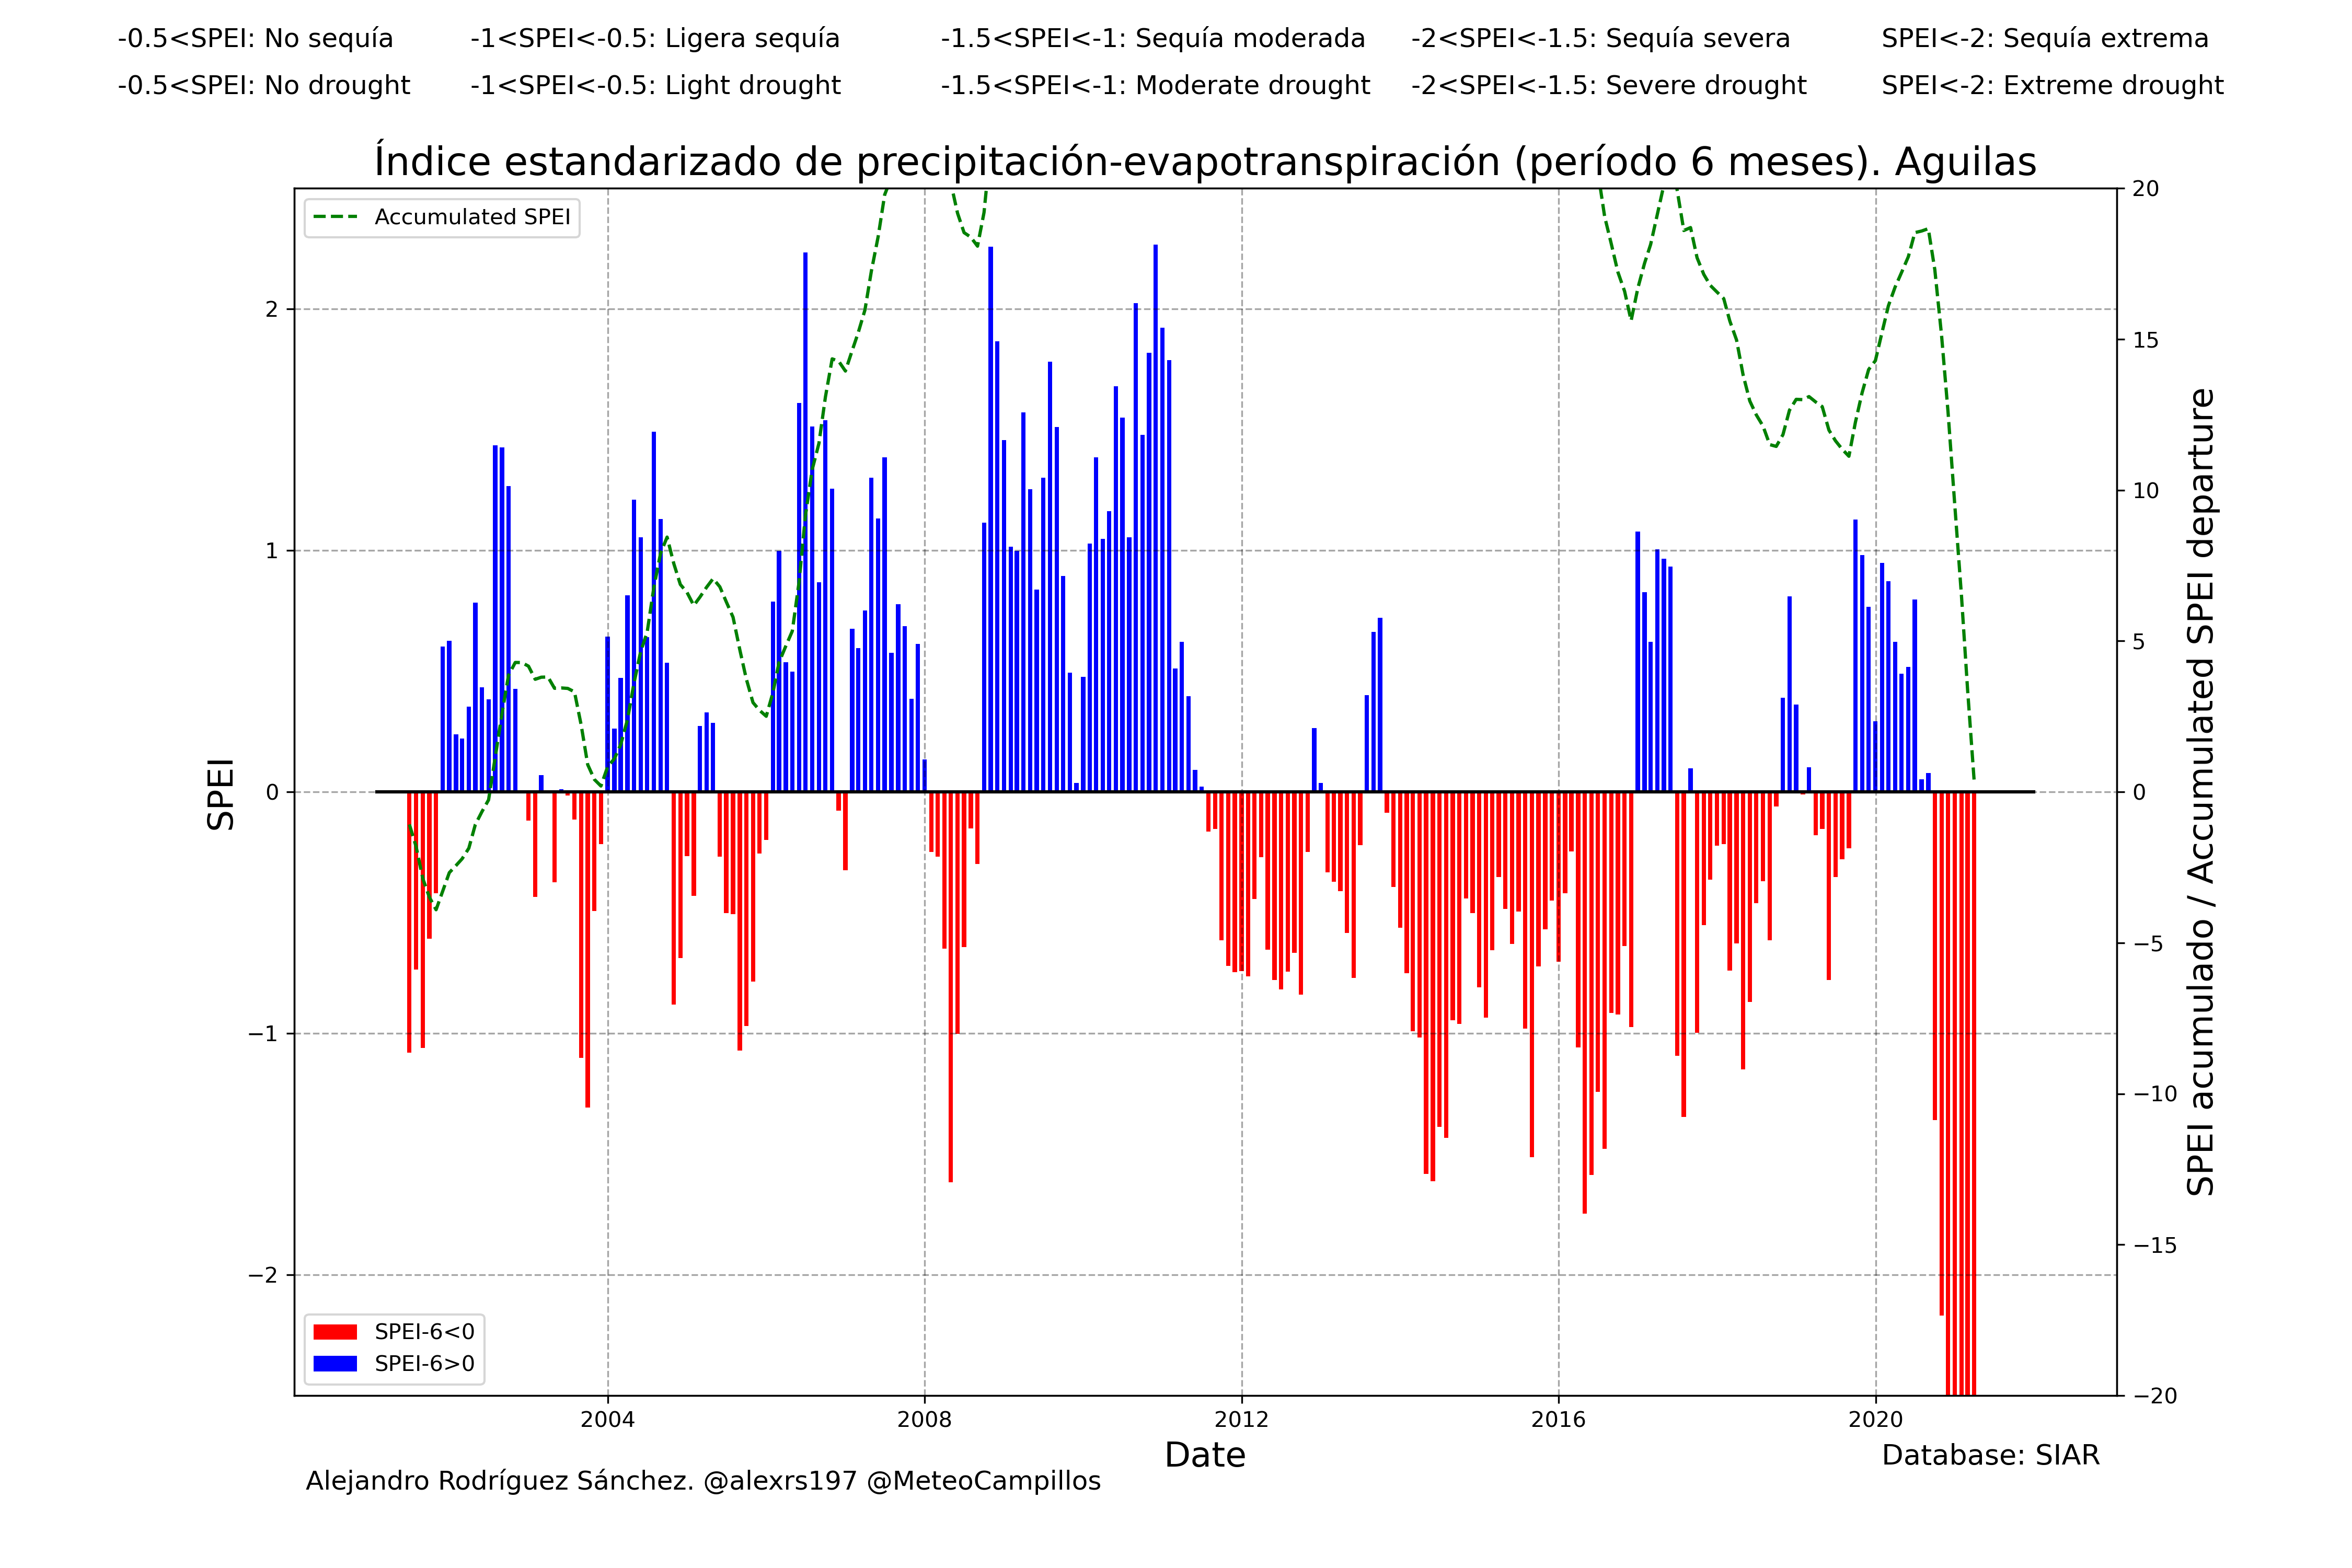 -0.5<SPEI: No sequía -1<SPEI<-0.5: Ligera sequía -1.5<SPEI<-1: Sequía moderada -2<SPEI<-1.5: Sequía severa SPEI<-2: Sequía extrema
-0.5<SPEI: No drought -1<SPEI<-0.5: Light drought -1.5<SPEI<-1: Moderate drought -2<SPEI<-1.5: Severe drought SPEI<-2: Extreme drought
Índice estandarizado de precipitación-evapotranspiración (período 6 meses). Aguilas
Accumulated SPEI
SPEI
2
1
0
−1
−2
20
15
10
5
0
−5
−10
−15
−20
SPEI acumulado / Accumulated SPEI departure
SPEI-6<0
SPEI-6>0
2004 2008 2012 2016 2020
Date
Database: SIAR
Alejandro Rodríguez Sánchez. @alexrs197 @MeteoCampillos